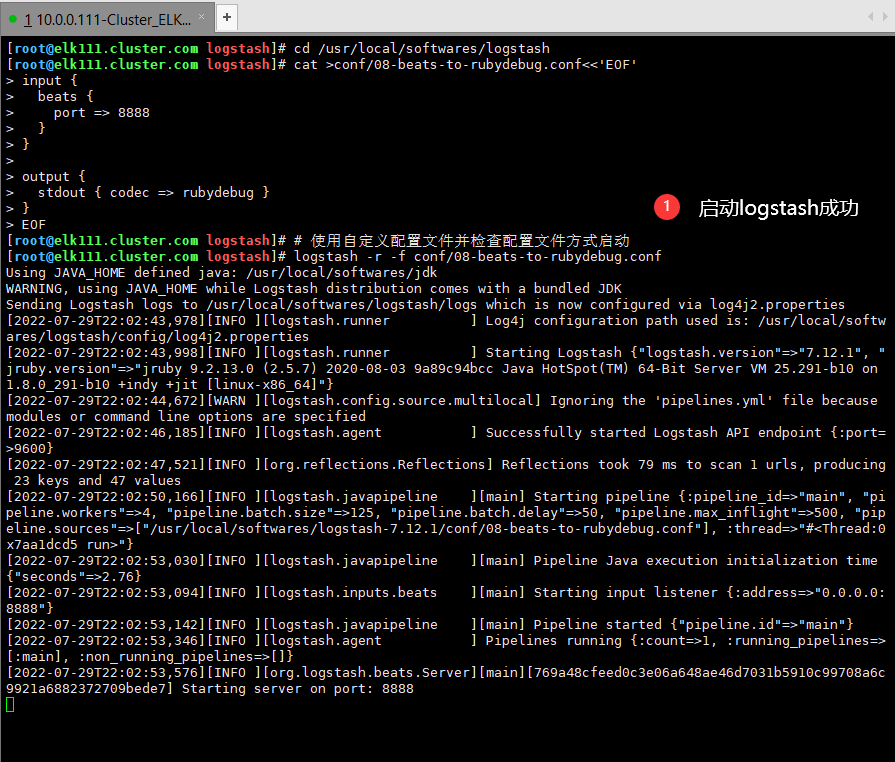 1 10.0.0.111-Cluster_ELK... × +
[root@elk111.cluster.com logstash]# cd /usr/local/softwares/logstash
[root@elk111.cluster.com logstash]# cat >conf/08-beats-to-rubydebug.conf<<'EOF'
> input {
>   beats {
>     port => 8888
>   }
> }
>
> output {
>   stdout { codec => rubydebug }
> }
> EOF
1 启动logstash成功
[root@elk111.cluster.com logstash]# # 使用自定义配置文件并检查配置文件方式启动
[root@elk111.cluster.com logstash]# logstash -r -f conf/08-beats-to-rubydebug.conf
Using JAVA_HOME defined java: /usr/local/softwares/jdk
WARNING, using JAVA_HOME while Logstash distribution comes with a bundled JDK
Sending Logstash logs to /usr/local/softwares/logstash/logs which is now configured via log4j2.properties
[2022-07-29T22:02:43,978][INFO ][logstash.runner          ] Log4j configuration path used is: /usr/local/softw
ares/logstash/config/log4j2.properties
[2022-07-29T22:02:43,998][INFO ][logstash.runner          ] Starting Logstash {"logstash.version"=>"7.12.1", "
jruby.version"=>"jruby 9.2.13.0 (2.5.7) 2020-08-03 9a89c94bcc Java HotSpot(TM) 64-Bit Server VM 25.291-b10 on
1.8.0_291-b10 +indy +jit [linux-x86_64]"}
[2022-07-29T22:02:44,672][WARN ][logstash.config.source.multilocal] Ignoring the 'pipelines.yml' file because
modules or command line options are specified
[2022-07-29T22:02:46,185][INFO ][logstash.agent           ] Successfully started Logstash API endpoint {:port=
>9600}
[2022-07-29T22:02:47,521][INFO ][org.reflections.Reflections] Reflections took 79 ms to scan 1 urls, producing
23 keys and 47 values
[2022-07-29T22:02:50,166][INFO ][logstash.javapipeline    ][main] Starting pipeline {:pipeline_id=>"main", "pi
peline.workers"=>4, "pipeline.batch.size"=>125, "pipeline.batch.delay"=>50, "pipeline.max_inflight"=>500, "pip
eline.sources"=>["/usr/local/softwares/logstash-7.12.1/conf/08-beats-to-rubydebug.conf"], :thread=>"#<Thread:0
x7aa1dcd5 run>"}
[2022-07-29T22:02:53,030][INFO ][logstash.javapipeline    ][main] Pipeline Java execution initialization time
{"seconds"=>2.76}
[2022-07-29T22:02:53,094][INFO ][logstash.inputs.beats    ][main] Starting input listener {:address=>"0.0.0.0:
8888"}
[2022-07-29T22:02:53,142][INFO ][logstash.javapipeline    ][main] Pipeline started {"pipeline.id"=>"main"}
[2022-07-29T22:02:53,346][INFO ][logstash.agent           ] Pipelines running {:count=>1, :running_pipelines=>
[:main], :non_running_pipelines=>[]}
[2022-07-29T22:02:53,576][INFO ][org.logstash.beats.Server][main][769a48cfeed0c3e06a648ae46d7031b5910c99708a6c
9921a6882372709bede7] Starting server on port: 8888